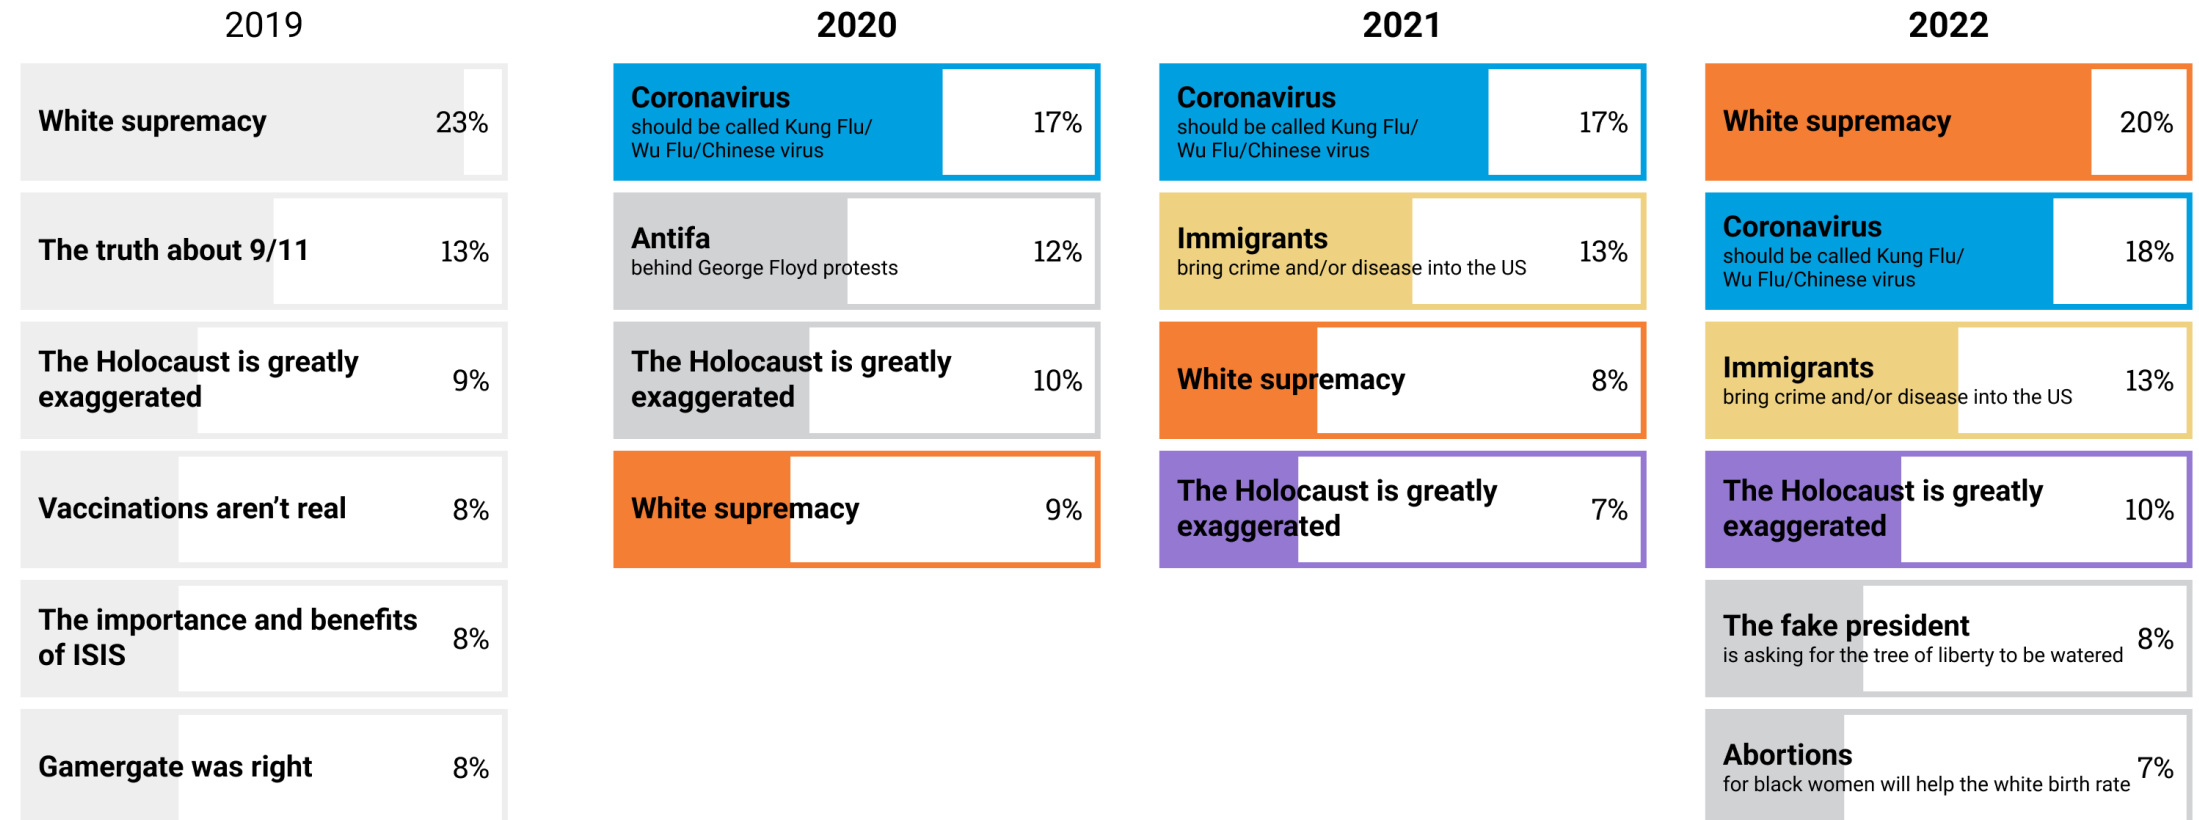 2019
White supremacy
23%
The truth about 9/11
13%
The Holocaust is greatly
exaggerated
9%
Vaccinations aren’t real
8%
The importance and benefits
of ISIS
8%
Gamergate was right
8%
2020
Coronavirus
should be called Kung Flu/
Wu Flu/Chinese virus
17%
Antifa
behind George Floyd protests
12%
The Holocaust is greatly
exaggerated
10%
White supremacy
9%
2021
Coronavirus
should be called Kung Flu/
Wu Flu/Chinese virus
17%
Immigrants
bring crime and/or disease into the US
13%
White supremacy
8%
The Holocaust is greatly
exaggerated
7%
2022
White supremacy
20%
Coronavirus
should be called Kung Flu/
Wu Flu/Chinese virus
18%
Immigrants
bring crime and/or disease into the US
13%
The Holocaust is greatly
exaggerated
10%
The fake president
is asking for the tree of liberty to be watered
8%
Abortions
for black women will help the white birth rate
7%